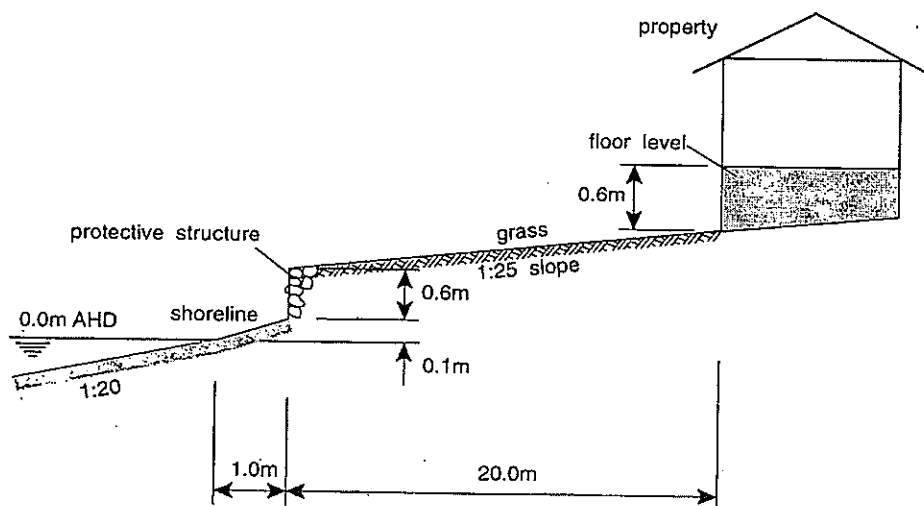 property
floor level
0.6m
protective structure
grass
1:25 slope
0.6m
0.0m AHD
shoreline
0.1m
1:20
1.0m
20.0m